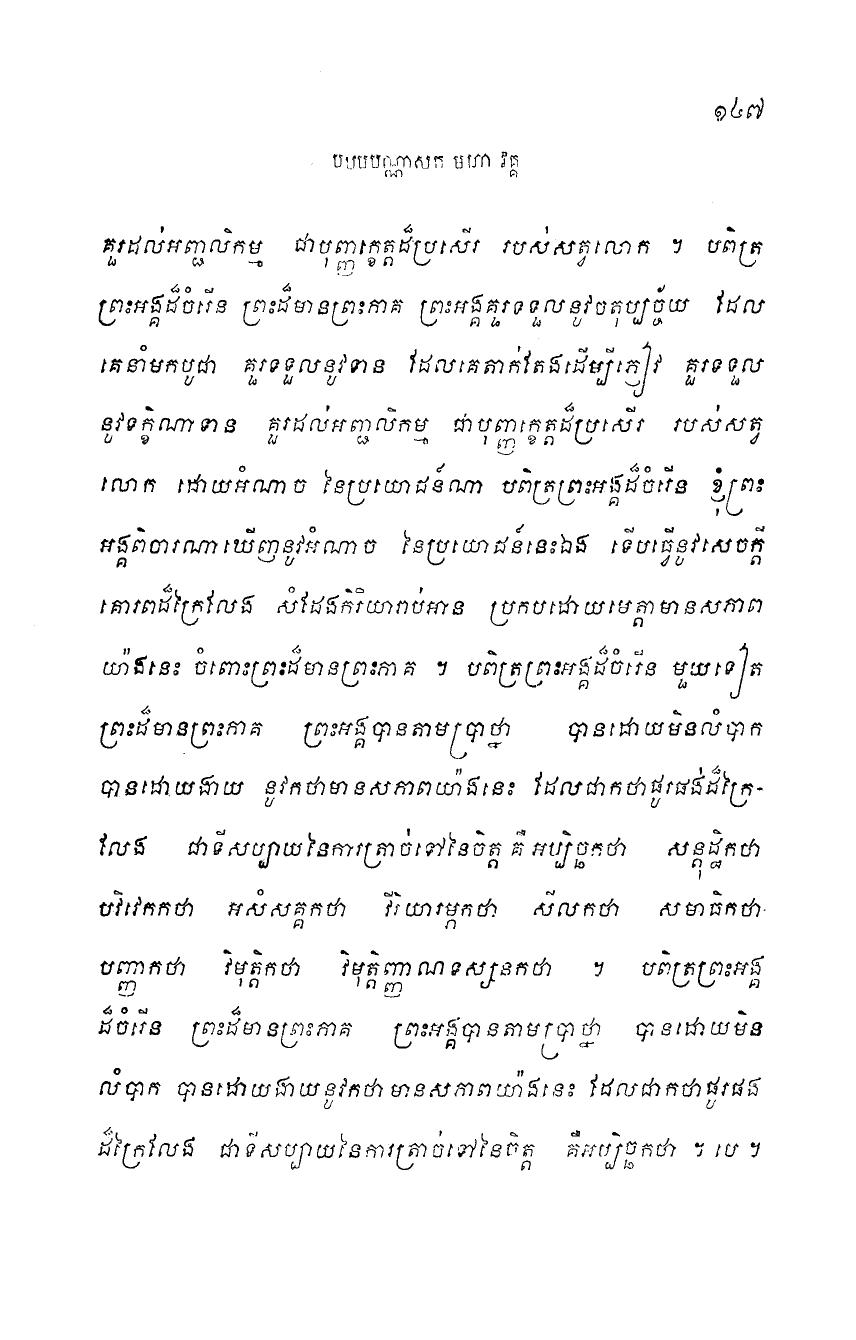 ១៤៧
បឋមបណ្ណាសក មហាវគ្គ
គួរដល់អញ្ជលិកម្ម ជាបុញ្ញក្ខេត្តដ៏ប្រសើរ របស់សត្វលោក ។ បពិត្រ
ព្រះអង្គដ៏ចំរើន ព្រះដ៏មានព្រះភាគ ព្រះអង្គគួរទទួលនូវចតុប្បច្ច័យ ដែល
គេនាំមកបូជា គួរទទួលនូវទាន ដែលគេតាក់តែងដើម្បីភ្ញៀវ គួរទទួល
នូវទក្ខិណាទាន គួរដល់អញ្ជលិកម្ម ជាបុញ្ញក្ខេត្តដ៏ប្រសើរ របស់សត្វ
លោក ដោយអំណាច នៃប្រយោជន៍ណា បពិត្រព្រះអង្គដ៏ចំរើន ខ្ញុំព្រះ
អង្គពិចារណាឃើញនូវអំណាច នៃប្រយោជន៍នេះឯង ទើបធ្វើនូវសេចក្តី
គោរពដ៏ក្រៃលែង សំដែងកិរិយារាប់អាន ប្រកបដោយមេត្តាមានសភាព
យ៉ាងនេះ ចំពោះព្រះដ៏មានព្រះភាគ ។ បពិត្រព្រះអង្គដ៏ចំរើន មួយទៀត
ព្រះដ៏មានព្រះភាគ ព្រះអង្គបានតាមប្រាថ្នា បានដោយមិនលំបាក
បានដោយងាយ នូវកថាមានសភាពយ៉ាងនេះ ដែលជាកថាផូរផង់ដ៏ក្រៃ-
លែង ជាទីសប្បាយនៃការត្រាច់ទៅនៃចិត្ត គឺ អប្បិច្ឆកថា សន្តុដ្ឋិកថា
បវិវេកកថា អសំសគ្គកថា វីរិយារម្ភកថា សីលកថា សមាធិកថា
បញ្ញាកថា វិមុត្តិកថា វិមុត្តិញ្ញាណទស្សនកថា ។ បពិត្រព្រះអង្គ
ដ៏ចំរើន ព្រះដ៏មានព្រះភាគ ព្រះអង្គបានតាមប្រាថ្នា បានដោយមិន
លំបាក បានដោយងាយនូវកថាមានសភាពយ៉ាងនេះ ដែលជាកថាផូរផង
ដ៏ក្រៃលែង ជាទីសប្បាយនៃការត្រាច់ទៅនៃចិត្ត គឺអប្បិច្ឆកថា ។ បេ ។